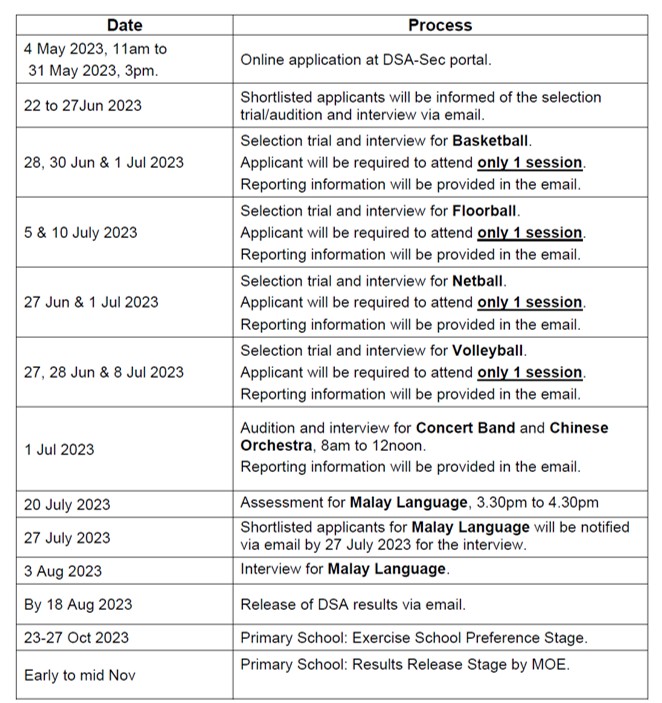 Date
Process
4 May 2023, 11am to
31 May 2023, 3pm.
Online application at DSA-Sec portal.
22 to 27Jun 2023
Shortlisted applicants will be informed of the selection
trial/audition and interview via email.
28, 30 Jun & 1 Jul 2023
Selection trial and interview for Basketball.
Applicant will be required to attend only 1 session.
Reporting information will be provided in the email.
5 & 10 July 2023
Selection trial and interview for Floorball.
Applicant will be required to attend only 1 session.
Reporting information will be provided in the email.
27 Jun & 1 Jul 2023
Selection trial and interview for Netball.
Applicant will be required to attend only 1 session.
Reporting information will be provided in the email.
27, 28 Jun & 8 Jul 2023
Selection trial and interview for Volleyball.
Applicant will be required to attend only 1 session.
Reporting information will be provided in the email.
1 Jul 2023
Audition and interview for Concert Band and Chinese
Orchestra, 8am to 12noon.
Reporting information will be provided in the email.
20 July 2023
Assessment for Malay Language, 3.30pm to 4.30pm
27 July 2023
Shortlisted applicants for Malay Language will be notified
via email by 27 July 2023 for the interview.
3 Aug 2023
Interview for Malay Language.
By 18 Aug 2023
Release of DSA results via email.
23-27 Oct 2023
Primary School: Exercise School Preference Stage.
Early to mid Nov
Primary School: Results Release Stage by MOE.